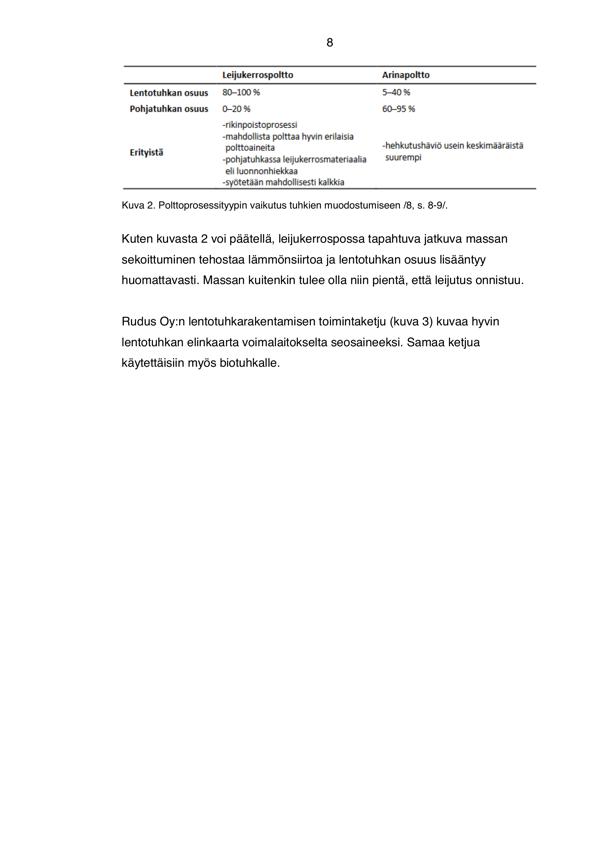 8
Leijukerrospoltto Arinapoltto
Lentotuhkan osuus 80–100 % 5–40 %
Pohjatuhkan osuus 0–20 % 60–95 %
Erityistä
-rikinpoistoprosessi
-mahdollista polttaa hyvin erilaisia
polttoaineita
-pohjatuhkassa leijukerrosmateriaalia
eli luonnonhiekkaa
-syötetään mahdollisesti kalkkia
-hehkutushäviö usein keskimääräistä
suurempi
Kuva 2. Polttoprosessityypin vaikutus tuhkien muodostumiseen /8, s. 8-9/.
Kuten kuvasta 2 voi päätellä, leijukerrospossa tapahtuva jatkuva massan
sekoittuminen tehostaa lämmönsiirtoa ja lentotuhkan osuus lisääntyy
huomattavasti. Massan kuitenkin tulee olla niin pientä, että leijutus onnistuu.
Rudus Oy:n lentotuhkarakentamisen toimintaketju (kuva 3) kuvaa hyvin
lentotuhkan elinkaarta voimalaitokselta seosaineeksi. Samaa ketjua
käytettäisiin myös biotuhkalle.